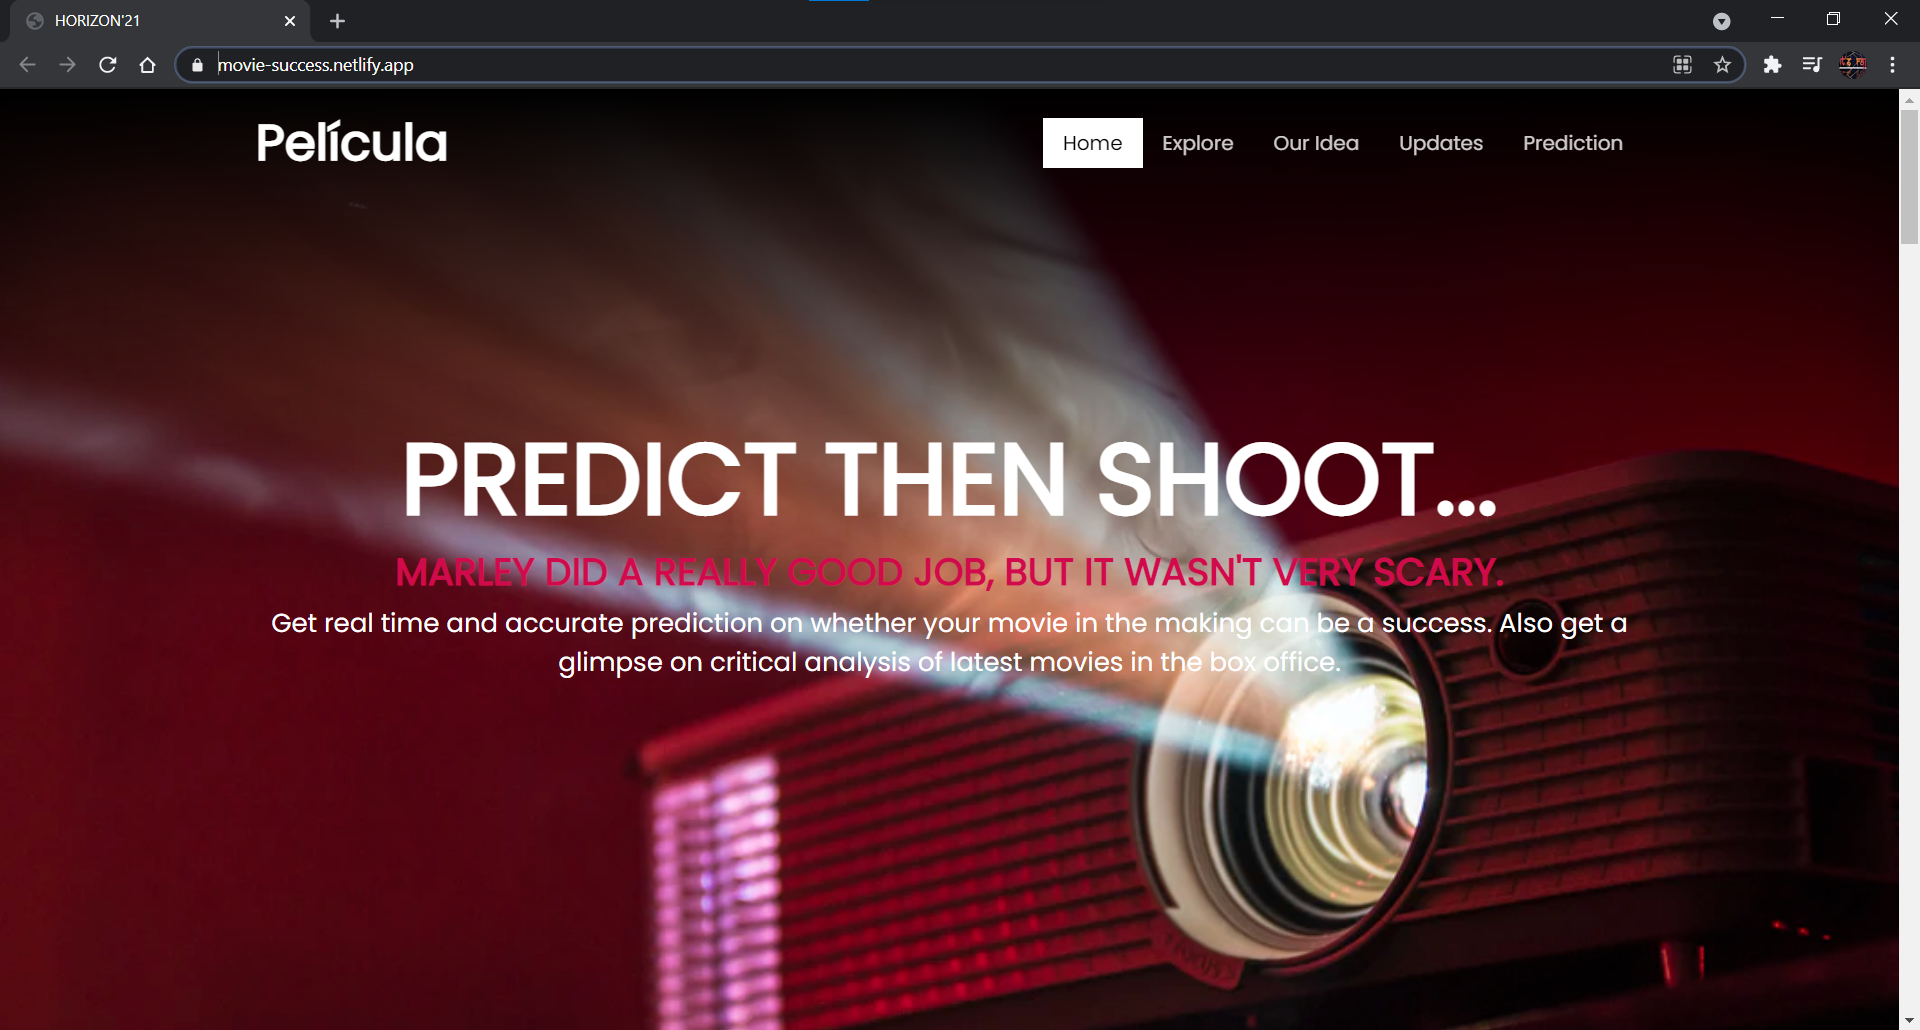 HORIZON'21
movie-success.netlify.app
Película
Home Explore Our Idea Updates Prediction
PREDICT THEN SHOOT...
MARLEY DID A REALLY GOOD JOB, BUT IT WASN'T VERY SCARY.
Get real time and accurate prediction on whether your movie in the making can be a success. Also get a
glimpse on critical analysis of latest movies in the box office.